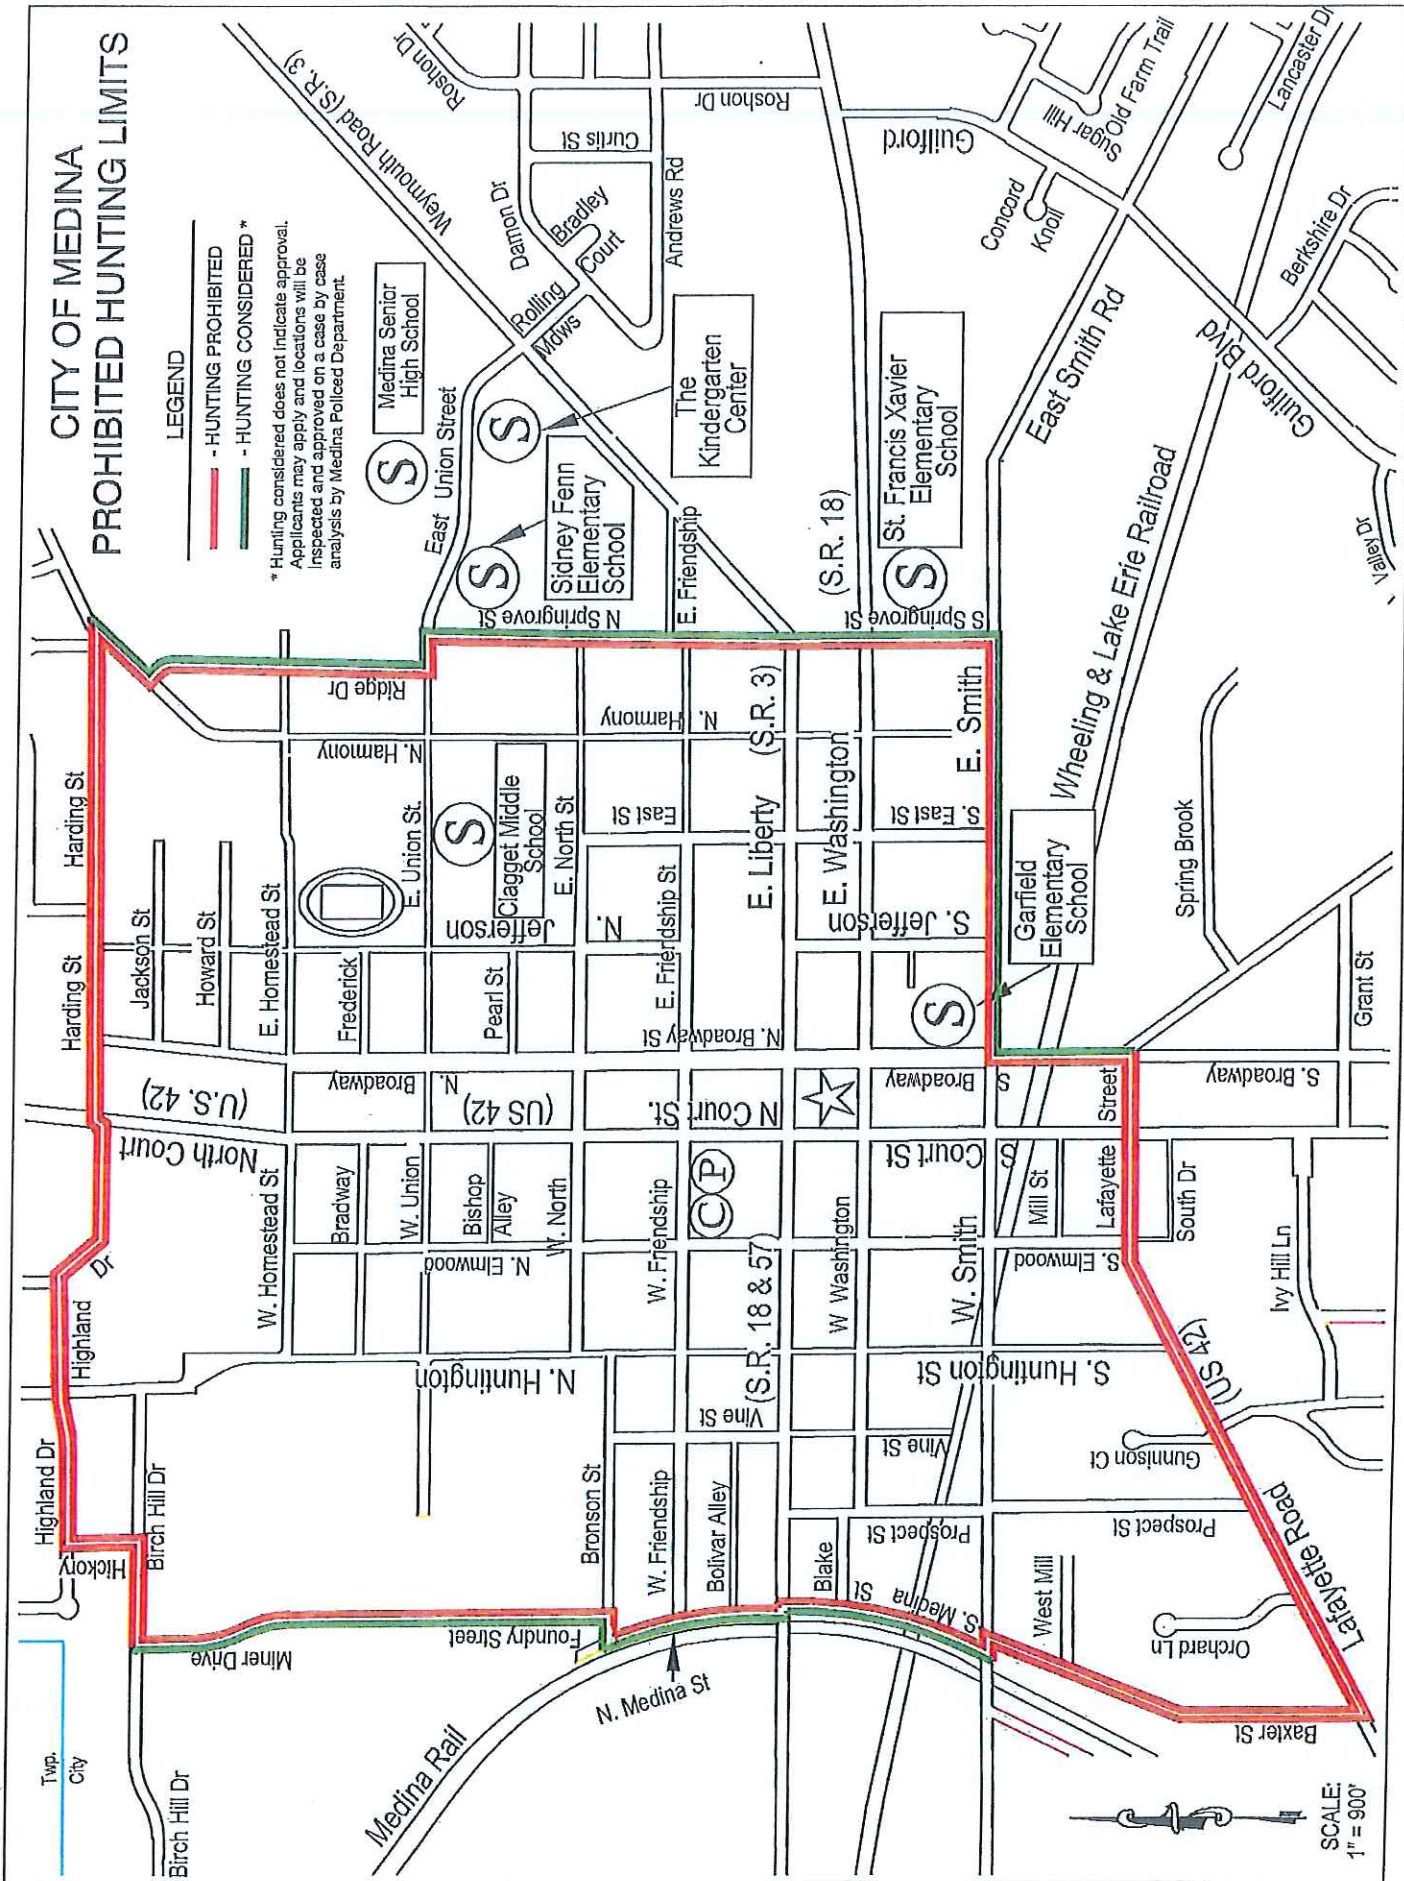 CITY OF MEDINA
PROHIBITED HUNTING LIMITS
LEGEND
- HUNTING PROHIBITED
- HUNTING CONSIDERED *
* Hunting considered does not indicate approval.
Applicants may apply and locations will be
inspected and approved on a case by case
analysis by Medina Policed Department.
Twp.
City
Birch Hill Dr
Highland Dr
Hickory
Birch Hill Dr
Highland
Dr
North Court
(U.S. 42)
Harding St
Harding St
Jackson St
Howard St
E. Homestead St
W. Homestead St
Frederick
Bradway
Broadway
N.
(US 42)
W. Union
Bishop
Alley
W. North
N. Elmwood
N. Huntington
Miner Drive
Foundry Street
Medina Rail
N. Medina St
Bronson St
W. Friendship
Bolivar Alley
Blake
W. Friendship
Vine St
(S.R. 18 & 57)
C
P
N Court St.
N. Broadway St
E. Friendship St
Pearl St
Jefferson
N.
Clagget Middle
School
S
E. Union St.
E. North St
N. Harmony
N. Harmony
East St
Ridge Dr
N Springrove St
E. Friendship
East Union Street
S
Medina Senior
High School
S
Sidney Fenn
Elementary
School
S
The
Kindergarten
Center
Weymouth Road (S.R. 3)
Rolling
Mdws
Damon Dr
Bradley
Court
Curtis St
Andrews Rd
Roshon Dr
Roshon Dr
E. Liberty (S.R. 3)
E. Washington
(S.R. 18)
S
St. Francis Xavier
Elementary
School
S Springrove St
S. East St
S. Jefferson
E. Smith
East Smith Rd
Guilford
Guilford Blvd
Concord
Knoll
Sugar Hill
Old Farm Trail
Lancaster Dr
Berkshire Dr
Valley Dr
Wheeling & Lake Erie Railroad
Garfield
Elementary
School
S
Spring Brook
Grant St
S. Broadway
Broadway
S
Court St
S
W Washington
W. Smith
S. Huntington St
Vine St
Prospect St
S. Medina
St
West Mill
Prospect St
Gunnison Ct
Orchard Ln
Baxter St
Lafayette Road
(US 42)
Mill St
S. Elmwood
Lafayette
Street
South Dr
Ivy Hill Ln
SCALE:
1" = 900'